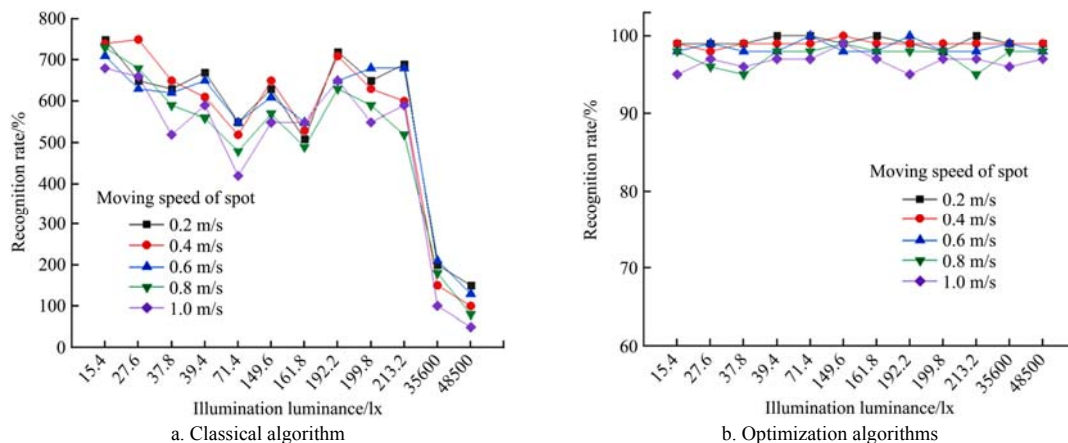 800
700
600
500
400
300
200
100
0
Recognition rate/%
Moving speed of spot
0.2 m/s
0.4 m/s
0.6 m/s
0.8 m/s
1.0 m/s
15.4
27.6
37.8
39.4
71.4
149.6
161.8
192.2
199.8
213.2
35600
48500
Illumination luminance/lx
a. Classical algorithm
100
90
80
70
60
Recognition rate/%
Moving speed of spot
0.2 m/s
0.4 m/s
0.6 m/s
0.8 m/s
1.0 m/s
15.4
27.6
37.8
39.4
71.4
149.6
161.8
192.2
199.8
213.2
35600
48500
Illumination luminance/lx
b. Optimization algorithms